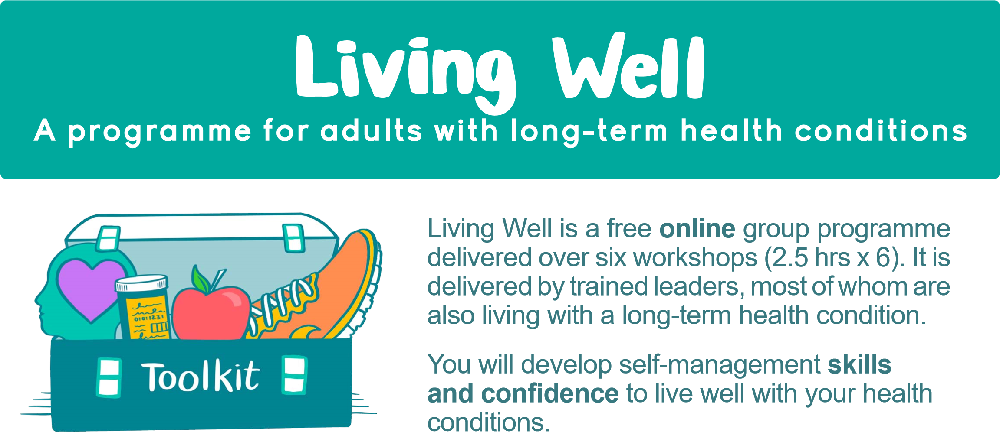 Living Well
A programme for adults with long-term health conditions
Living Well is a free online group programme
delivered over six workshops (2.5 hrs x 6). It is
delivered by trained leaders, most of whom are
also living with a long-term health condition.
You will develop self-management skills
and confidence to live well with your health
conditions.
01011231
Toolkit